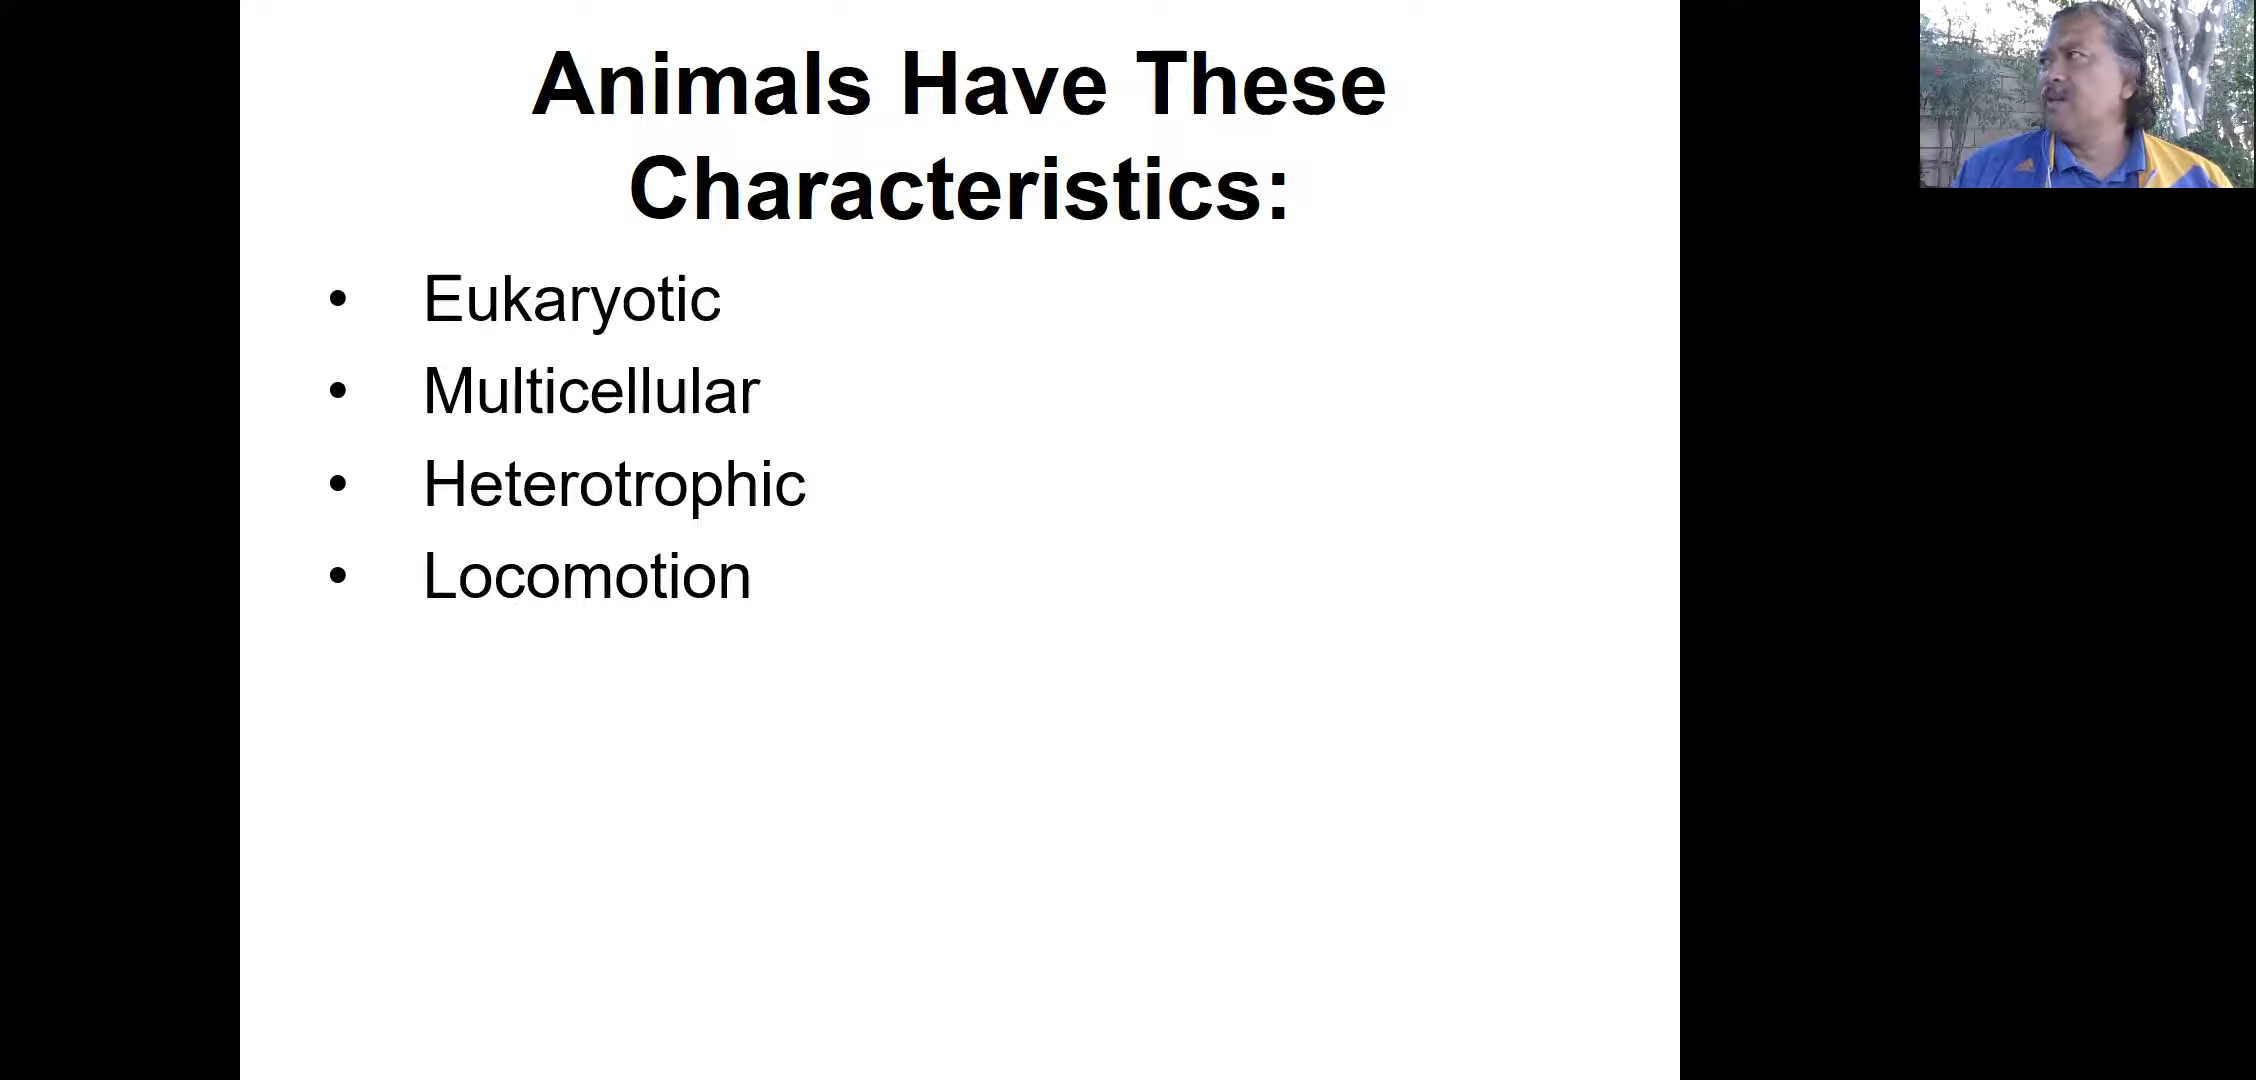 Animals Have These
Characteristics:
• Eukaryotic
• Multicellular
• Heterotrophic
• Locomotion